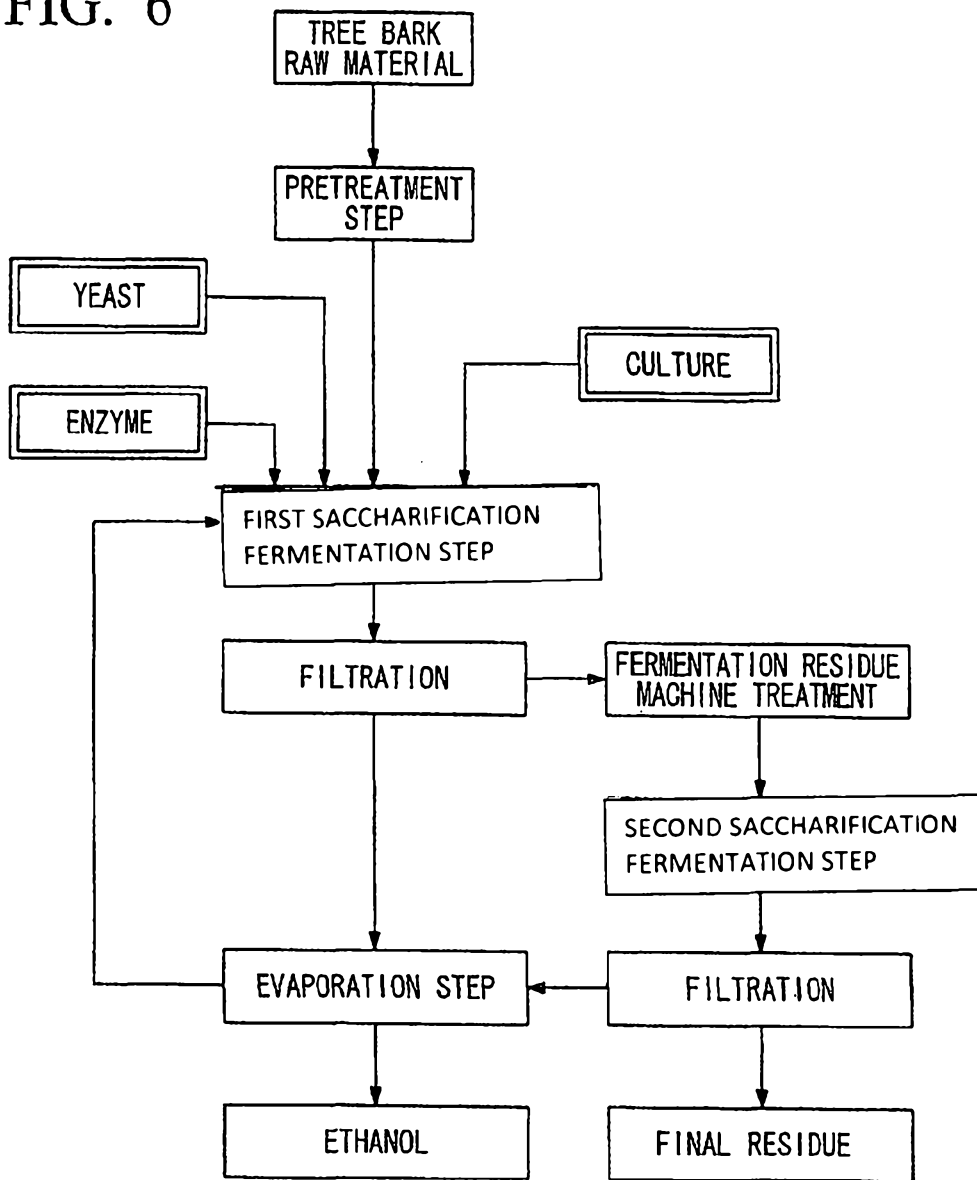 FIG. 6
TREE BARK
RAW MATERIAL
PRETREATMENT
STEP
YEAST
CULTURE
ENZYME
FIRST SACCHARIFICATION
FERMENTATION STEP
FILTRATION
FERMENTATION RESIDUE
MACHINE TREATMENT
SECOND SACCHARIFICATION
FERMENTATION STEP
EVAPORATION STEP
FILTRATION
ETHANOL
FINAL RESIDUE